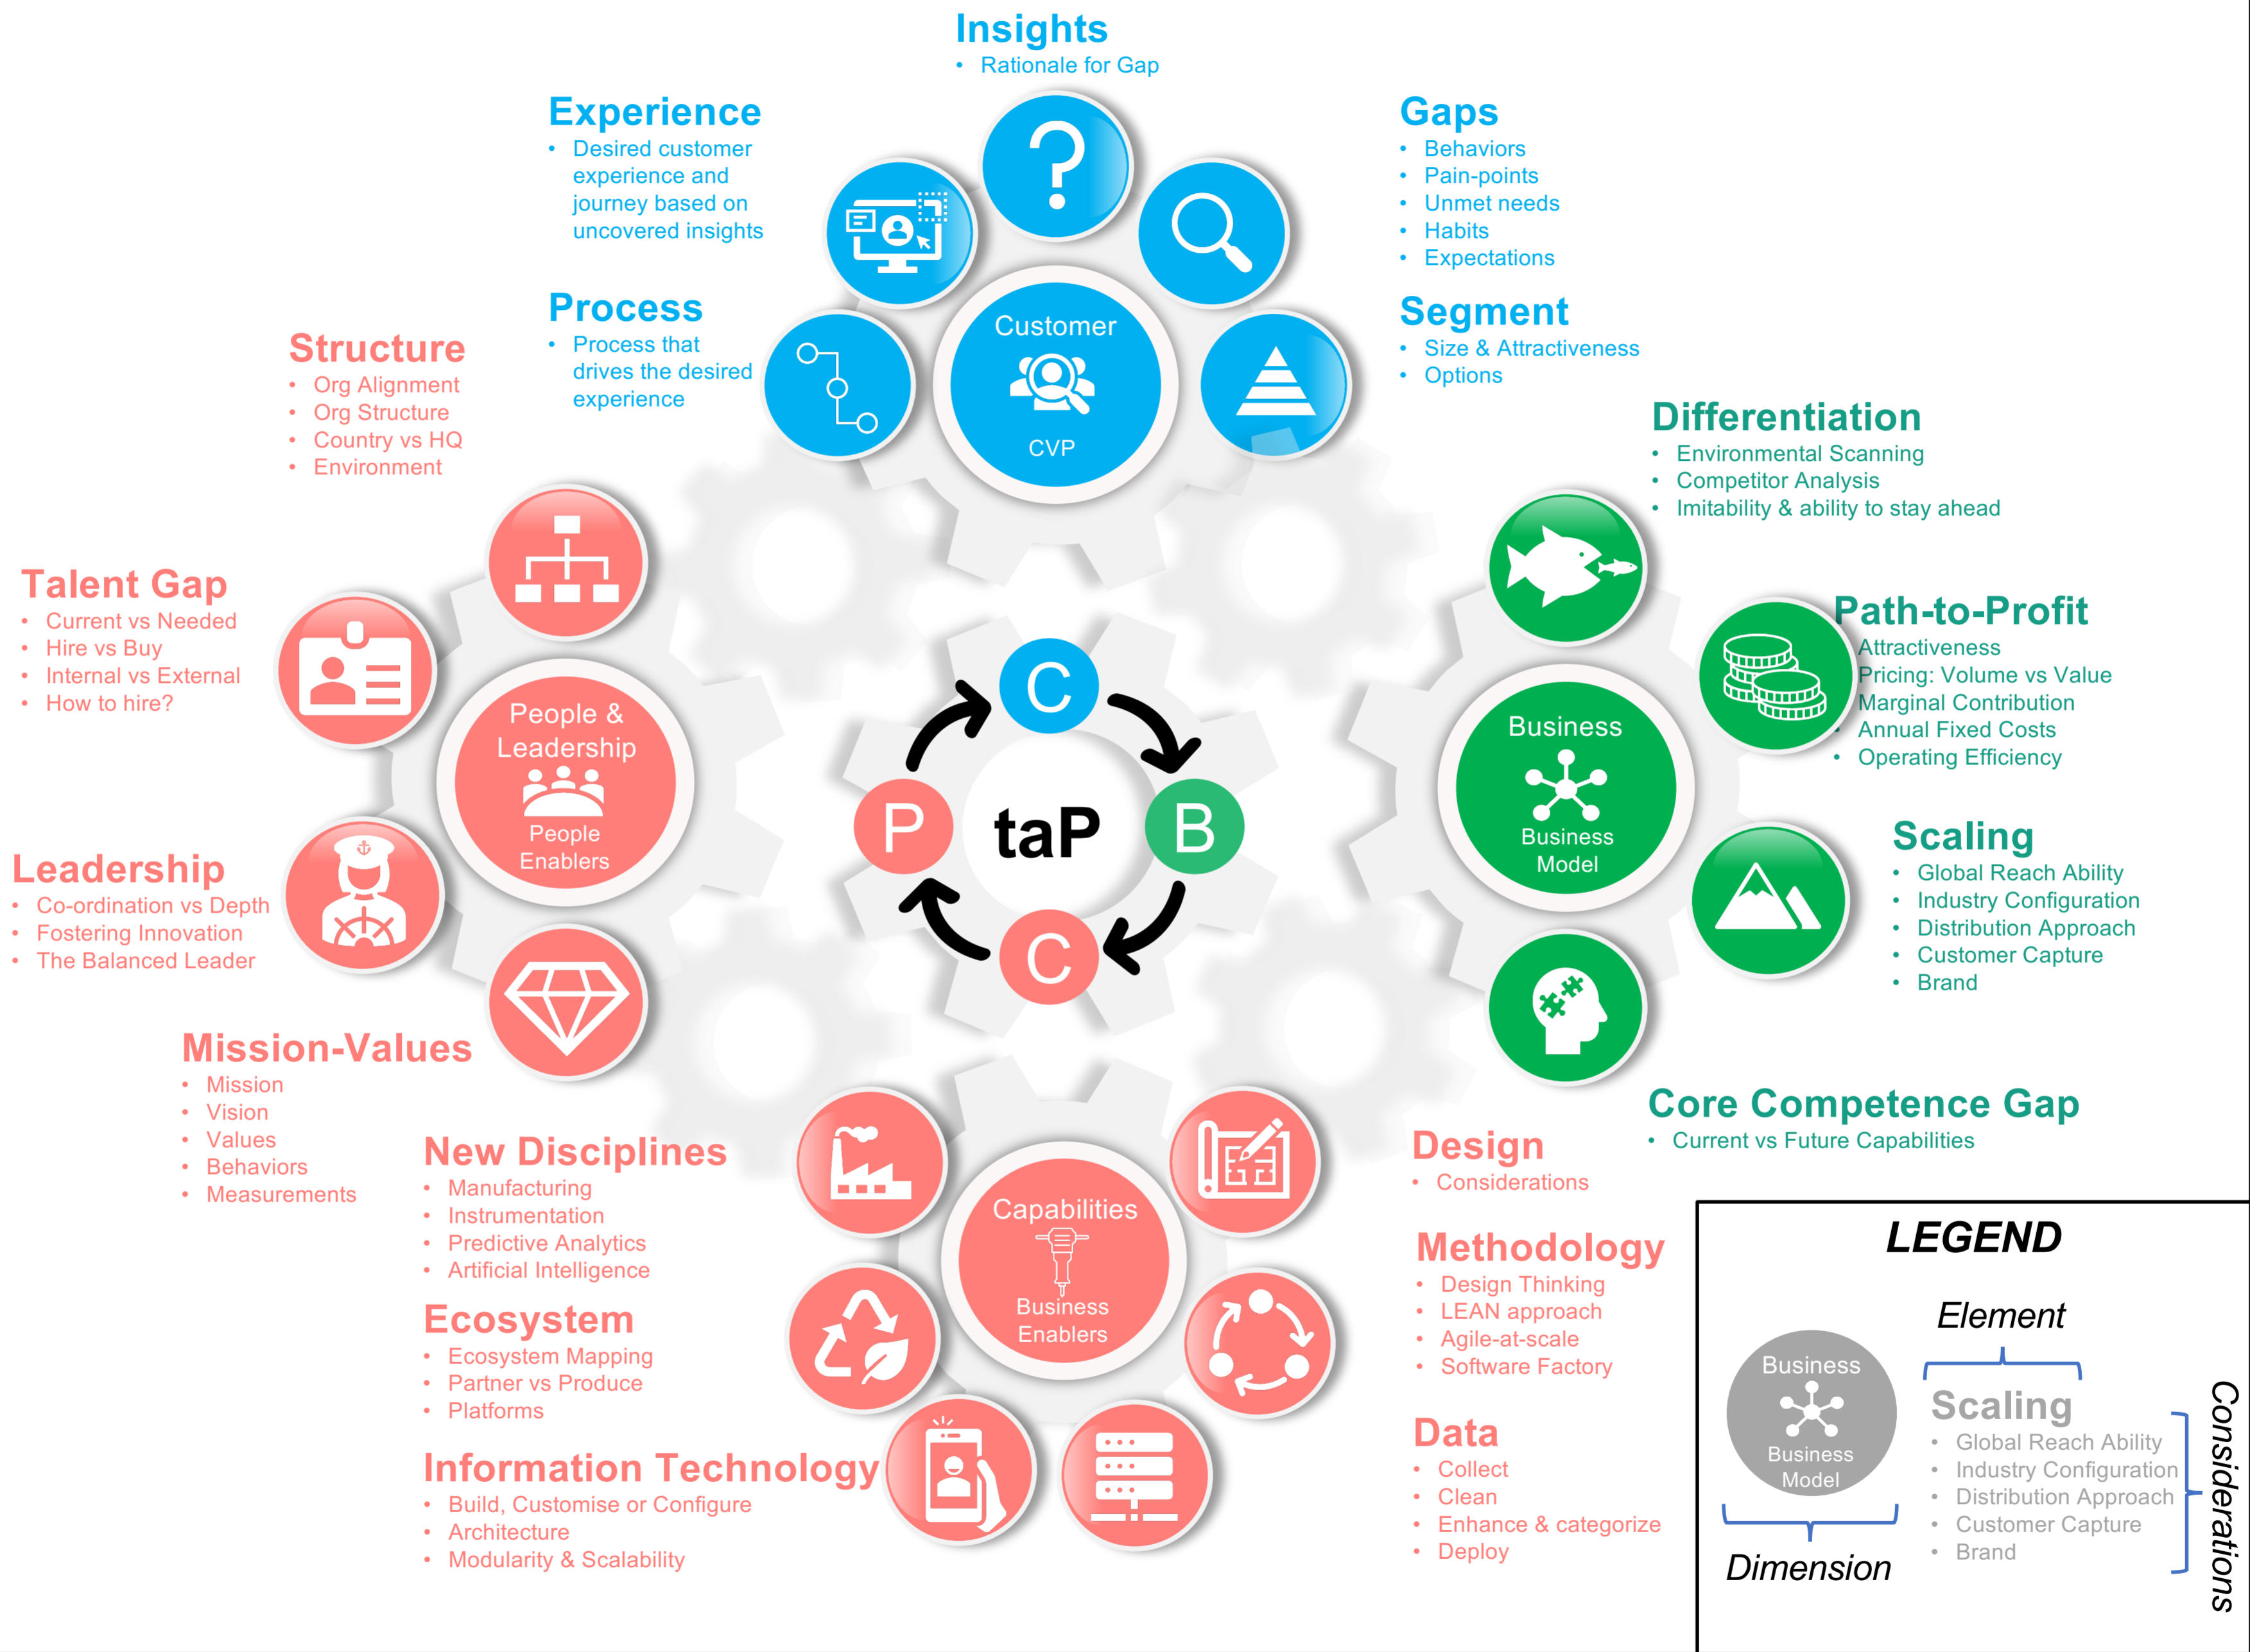 Insights
• Rationale for Gap
Experience
• Desired customer
experience and
journey based on
uncovered insights
Process
• Process that
drives the desired
experience
Gaps
• Behaviors
• Pain-points
• Unmet needs
• Habits
• Expectations
Segment
• Size & Attractiveness
• Options
Customer
CVP
Structure
• Org Alignment
• Org Structure
• Country vs HQ
• Environment
Talent Gap
• Current vs Needed
• Hire vs Buy
• Internal vs External
• How to hire?
Leadership
• Co-ordination vs Depth
• Fostering Innovation
• The Balanced Leader
Mission-Values
• Mission
• Vision
• Values
• Behaviors
• Measurements
People &
Leadership
People
Enablers
C
P
taP
B
C
Differentiation
• Environmental Scanning
• Competitor Analysis
• Imitability & ability to stay ahead
Path-to-Profit
Attractiveness
Pricing: Volume vs Value
Marginal Contribution
• Annual Fixed Costs
• Operating Efficiency
Business
Business
Model
Scaling
• Global Reach Ability
• Industry Configuration
• Distribution Approach
• Customer Capture
• Brand
Core Competence Gap
• Current vs Future Capabilities
New Disciplines
• Manufacturing
• Instrumentation
• Predictive Analytics
• Artificial Intelligence
Ecosystem
• Ecosystem Mapping
• Partner vs Produce
• Platforms
Information Technology
• Build, Customise or Configure
• Architecture
• Modularity & Scalability
Capabilities
Business
Enablers
Design
• Considerations
Methodology
• Design Thinking
• LEAN approach
• Agile-at-scale
• Software Factory
Data
• Collect
• Clean
• Enhance & categorize
• Deploy
LEGEND
Element
Business
Business
Model
Dimension
Scaling
• Global Reach Ability
• Industry Configuration
• Distribution Approach
• Customer Capture
• Brand
Considerations